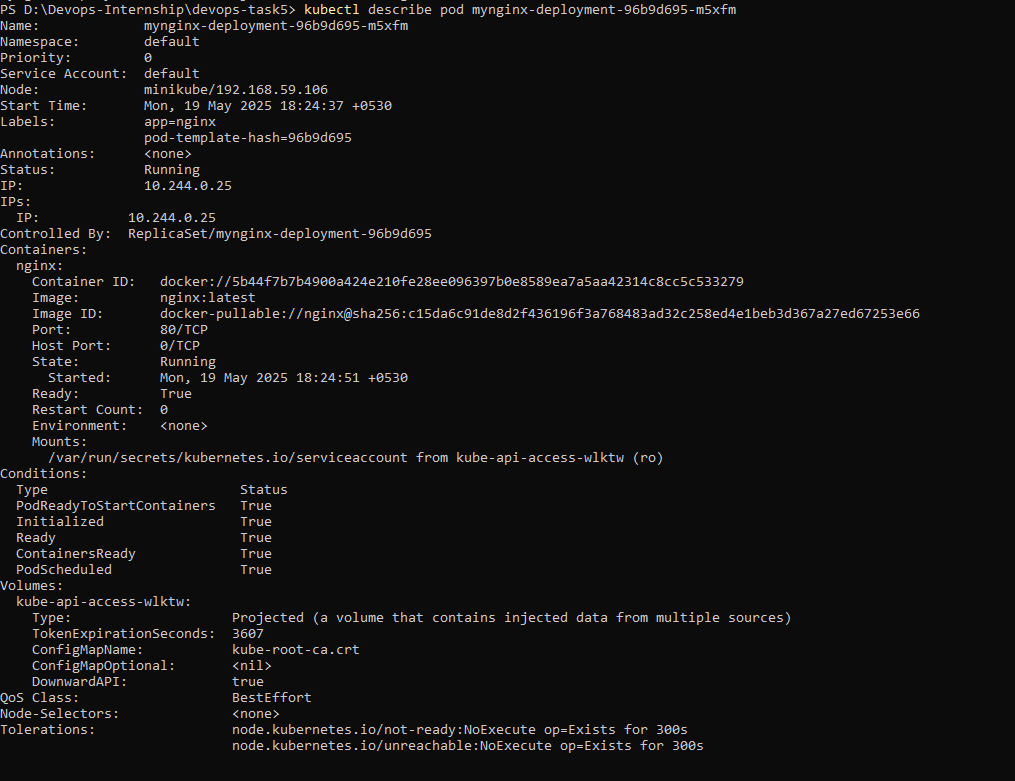 PS D:\Devops-Internship\devops-task5> kubectl describe pod mynginx-deployment-96b9d695-m5xfm
Name:             mynginx-deployment-96b9d695-m5xfm
Namespace:        default
Priority:         0
Service Account:  default
Node:             minikube/192.168.59.106
Start Time:       Mon, 19 May 2025 18:24:37 +0530
Labels:           app=nginx
                  pod-template-hash=96b9d695
Annotations:      <none>
Status:           Running
IP:               10.244.0.25
IPs:
  IP:           10.244.0.25
Controlled By:  ReplicaSet/mynginx-deployment-96b9d695
Containers:
  nginx:
    Container ID:   docker://5b44f7b7b4900a424e210fe28ee096397b0e8589ea7a5aa42314c8cc5c533279
    Image:          nginx:latest
    Image ID:       docker-pullable://nginx@sha256:c15da6c91de8d2f436196f3a768483ad32c258ed4e1beb3d367a27ed67253e66
    Port:           80/TCP
    Host Port:      0/TCP
    State:          Running
      Started:      Mon, 19 May 2025 18:24:51 +0530
    Ready:          True
    Restart Count:  0
    Environment:    <none>
    Mounts:
      /var/run/secrets/kubernetes.io/serviceaccount from kube-api-access-wlktw (ro)
Conditions:
  Type                        Status
  PodReadyToStartContainers   True
  Initialized                 True
  Ready                       True
  ContainersReady             True
  PodScheduled                True
Volumes:
  kube-api-access-wlktw:
    Type:                    Projected (a volume that contains injected data from multiple sources)
    TokenExpirationSeconds:  3607
    ConfigMapName:           kube-root-ca.crt
    ConfigMapOptional:       <nil>
    DownwardAPI:             true
QoS Class:                   BestEffort
Node-Selectors:              <none>
Tolerations:                 node.kubernetes.io/not-ready:NoExecute op=Exists for 300s
                             node.kubernetes.io/unreachable:NoExecute op=Exists for 300s